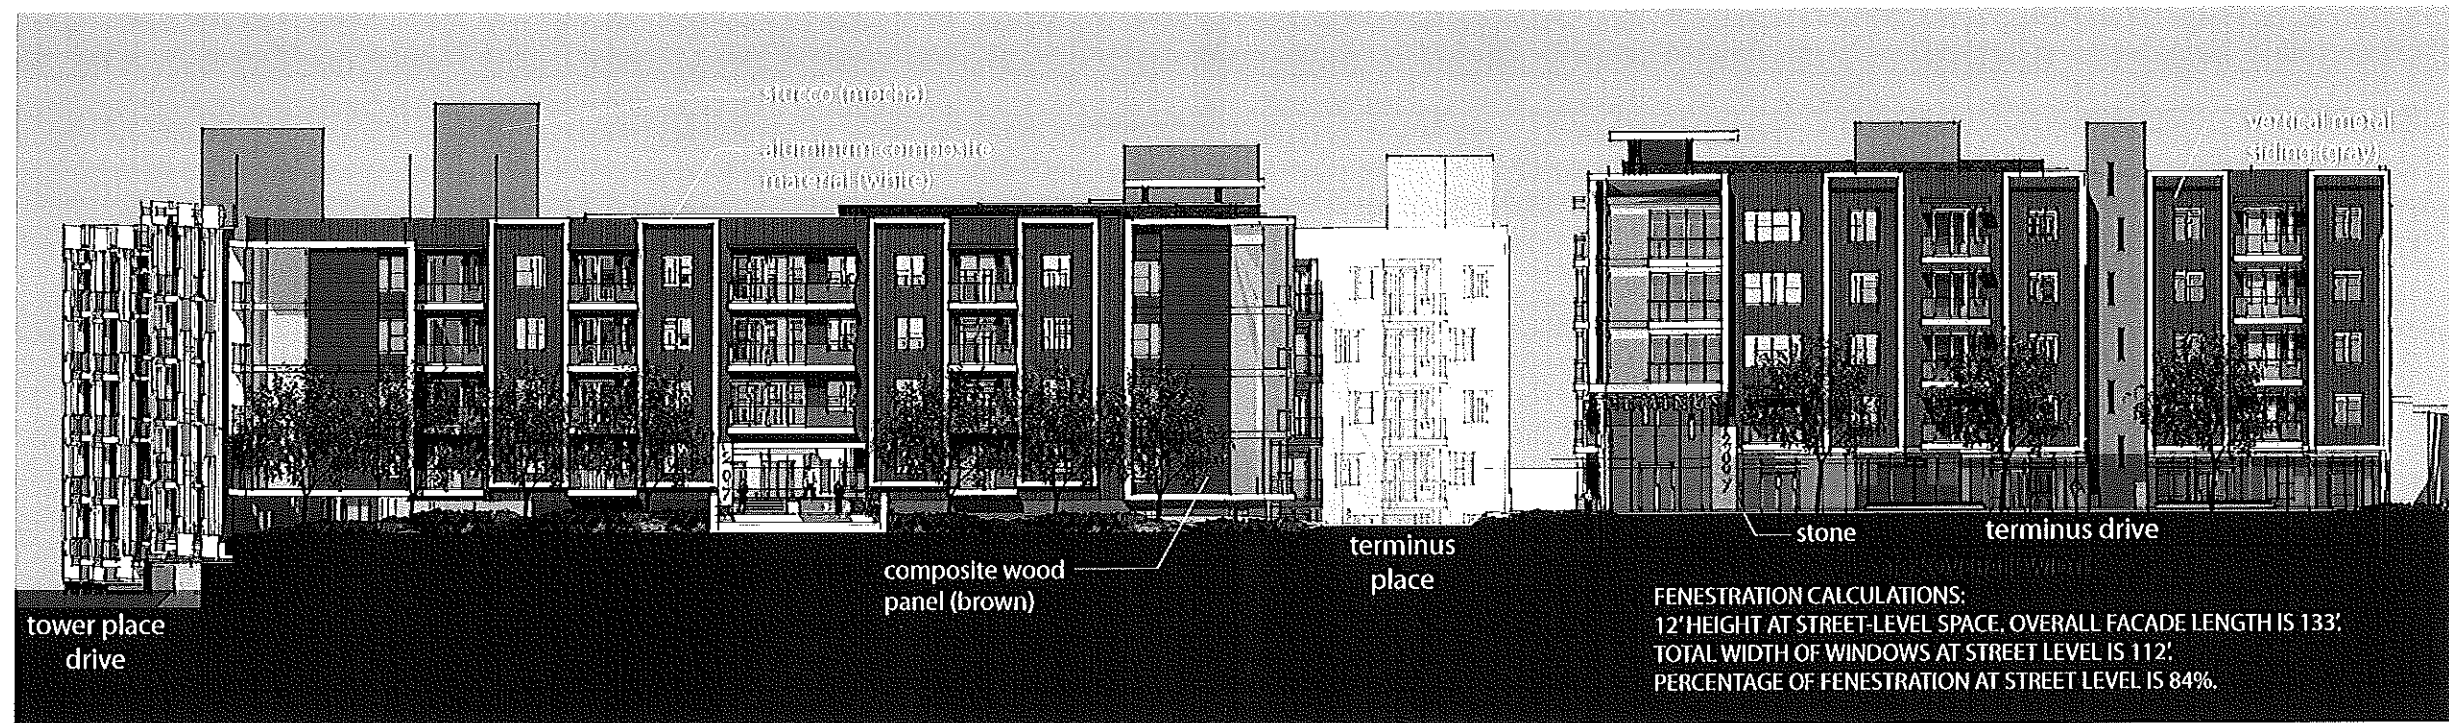 stucco (mocha)
aluminum composite
material (white)
vertical metal
siding (gray)
stone
terminus drive
terminus
place
composite wood
panel (brown)
tower place
drive
FENESTRATION CALCULATIONS:
12' HEIGHT AT STREET-LEVEL SPACE. OVERALL FACADE LENGTH IS 133'.
TOTAL WIDTH OF WINDOWS AT STREET LEVEL IS 112'.
PERCENTAGE OF FENESTRATION AT STREET LEVEL IS 84%.